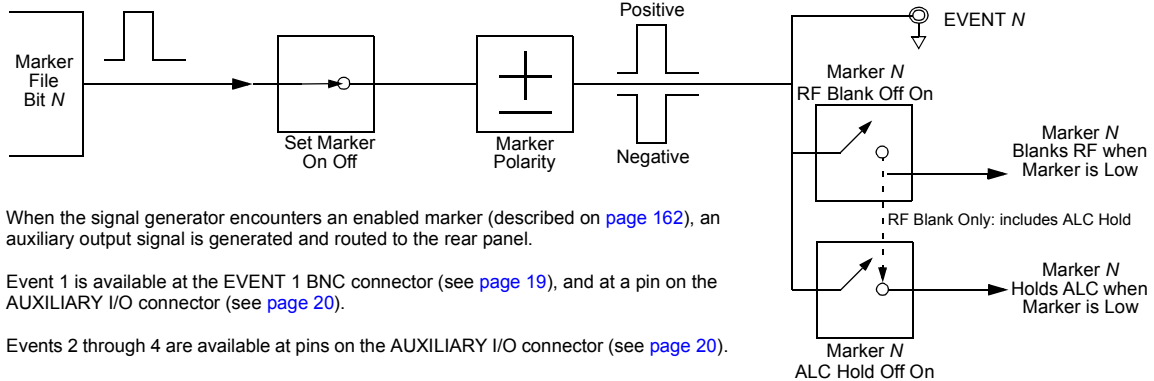 Positive
EVENT N
Marker
File
Bit N
Marker N
RF Blank Off On
Set Marker
On Off
Marker
Polarity
Negative
Marker N
Blanks RF when
Marker is Low
When the signal generator encounters an enabled marker (described on page 162), an
auxiliary output signal is generated and routed to the rear panel.
RF Blank Only: includes ALC Hold
Event 1 is available at the EVENT 1 BNC connector (see page 19), and at a pin on the
AUXILIARY I/O connector (see page 20).
Marker N
Holds ALC when
Marker is Low
Events 2 through 4 are available at pins on the AUXILIARY I/O connector (see page 20).
Marker N
ALC Hold Off On